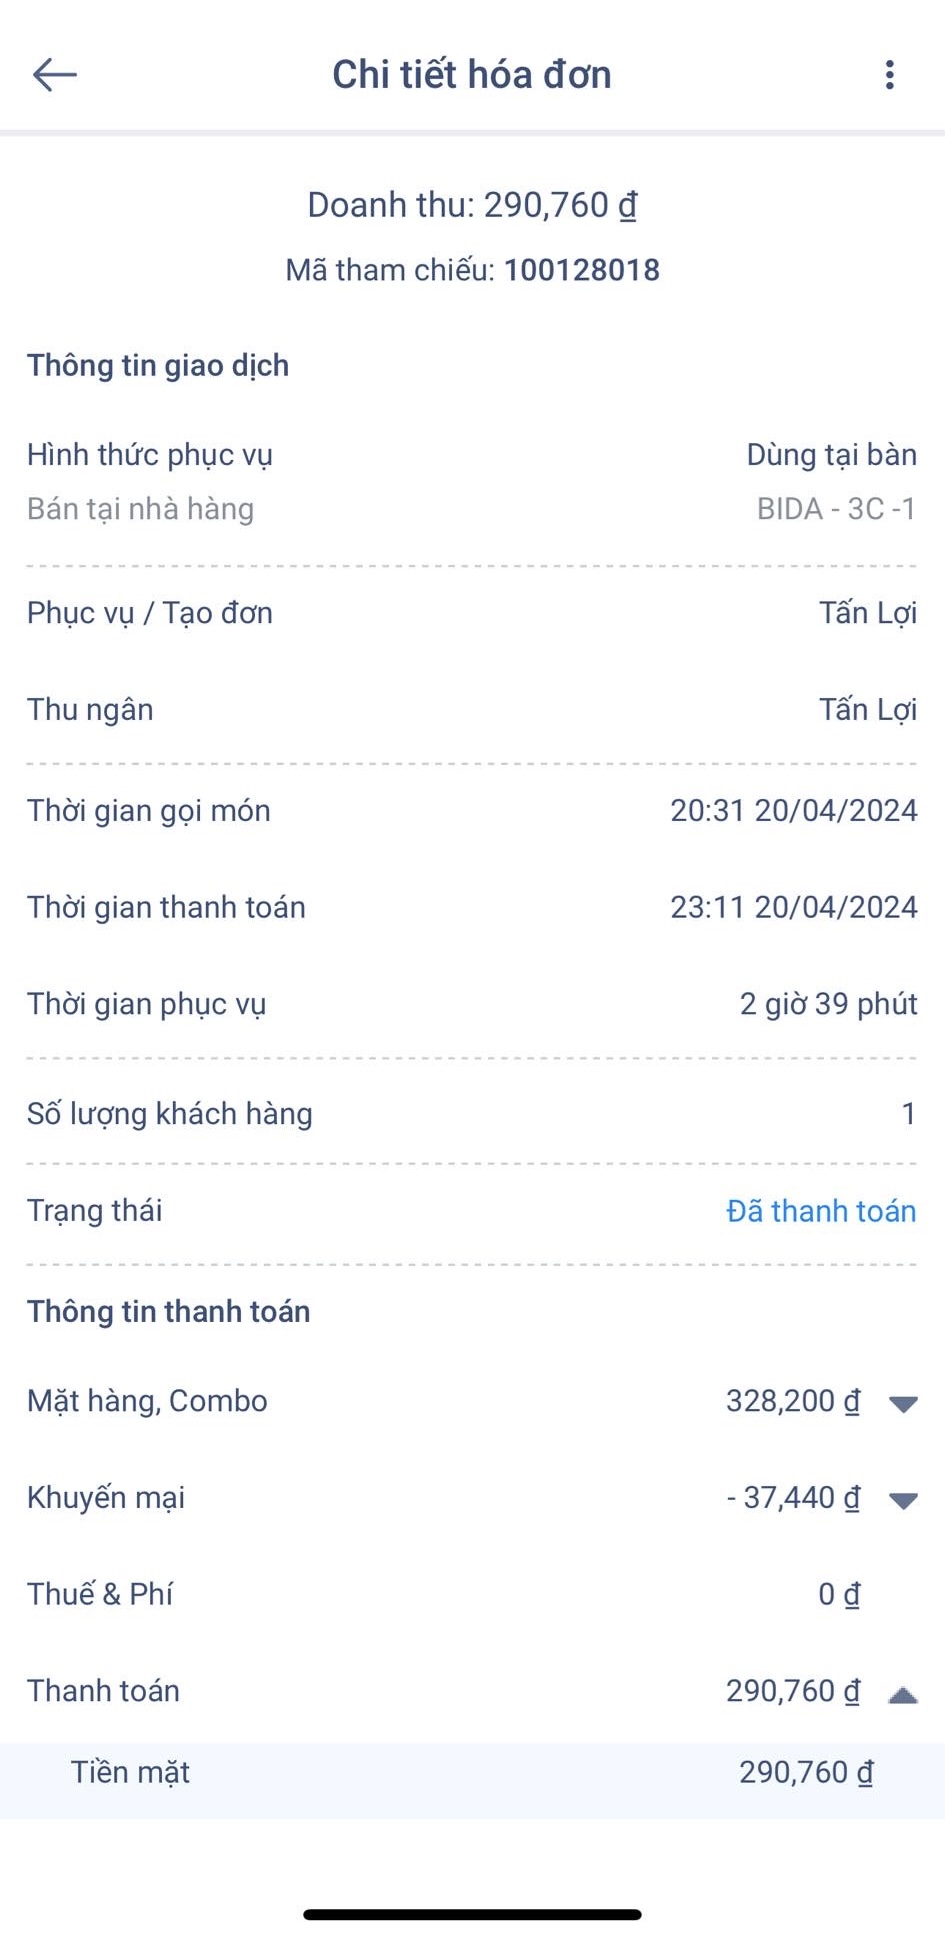 Chi tiết hóa đơn
Doanh thu: 290,760 ₫
Mã tham chiếu: 100128018
Thông tin giao dịch
Hình thức phục vụ Dùng tại bàn
Bán tại nhà hàng BIDA - 3C -1
Phục vụ / Tạo đơn Tấn Lợi
Thu ngân Tấn Lợi
Thời gian gọi món 20:31 20/04/2024
Thời gian thanh toán 23:11 20/04/2024
Thời gian phục vụ 2 giờ 39 phút
Số lượng khách hàng 1
Trạng thái Đã thanh toán
Thông tin thanh toán
Mặt hàng, Combo 328,200 ₫
Khuyến mại - 37,440 ₫
Thuế & Phí 0 ₫
Thanh toán 290,760 ₫
Tiền mặt 290,760 ₫